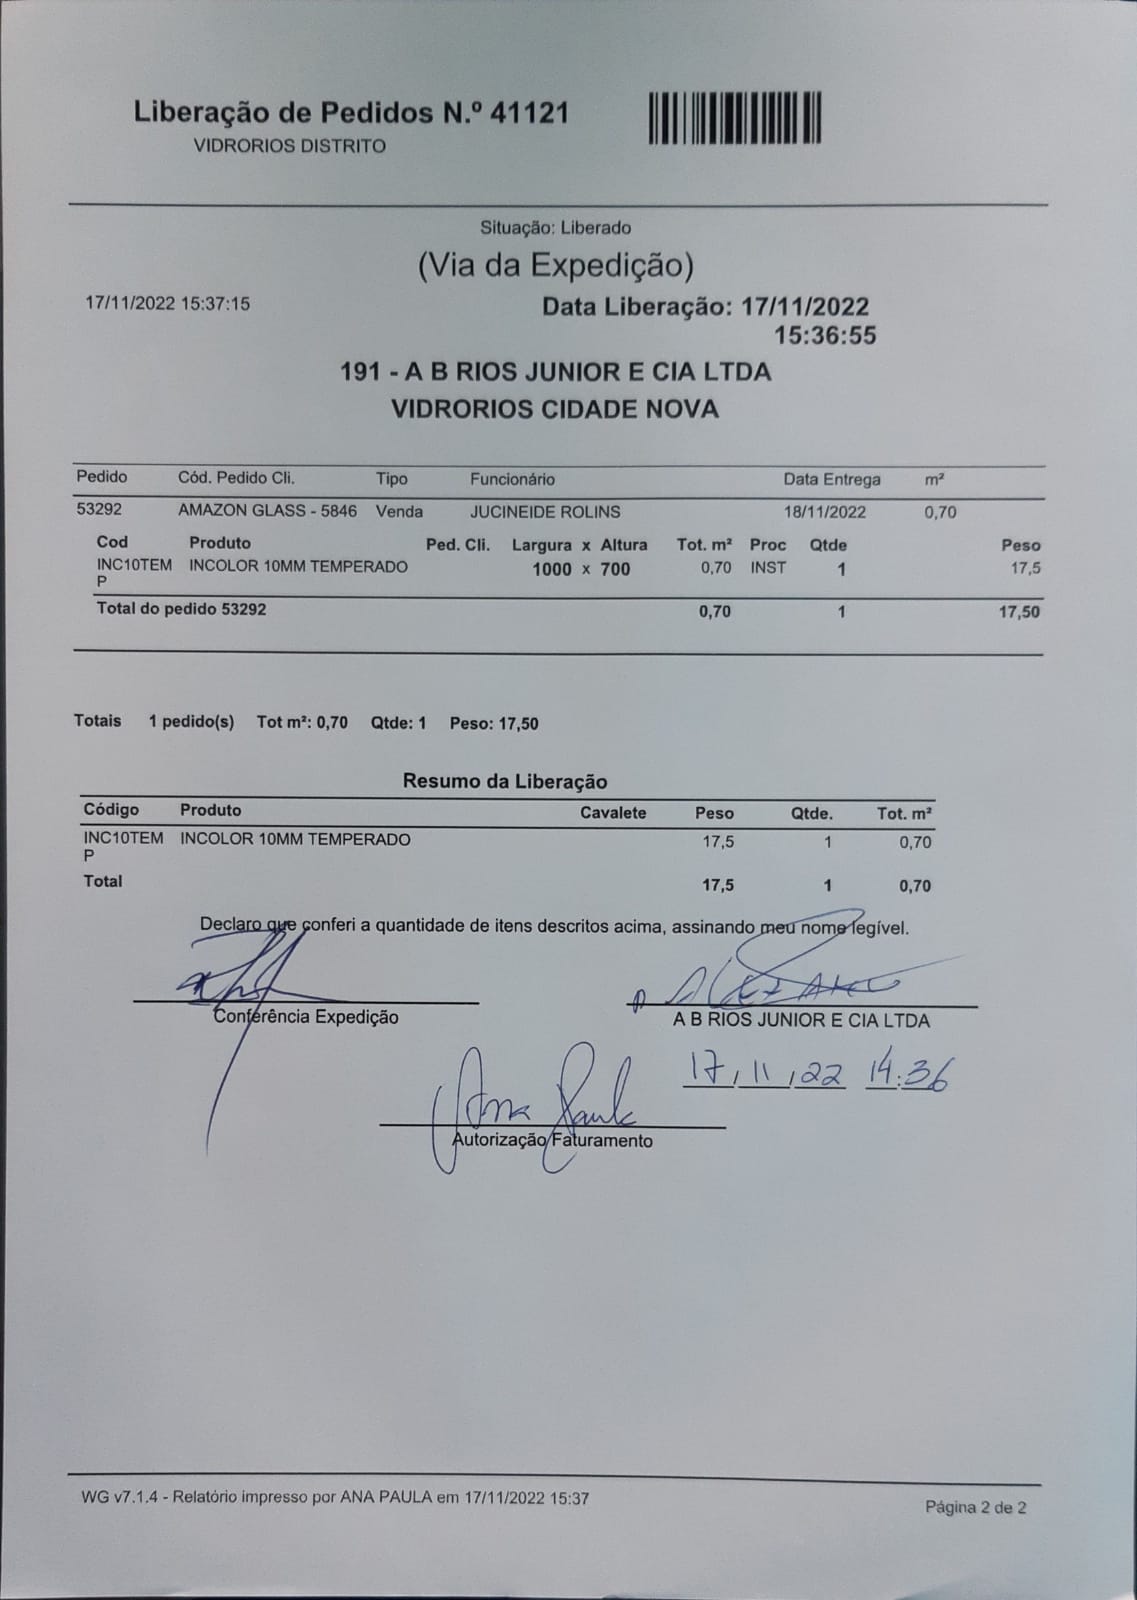 Liberação de Pedidos N.º 41121
VIDRORIOS DISTRITO
Situação: Liberado
(Via da Expedição)
17/11/2022 15:37:15 Data Liberação: 17/11/2022
15:36:55
191 - A B RIOS JUNIOR E CIA LTDA
VIDRORIOS CIDADE NOVA
Pedido Cód. Pedido Cli. Tipo Funcionário Data Entrega m²
53292 AMAZON GLASS - 5846 Venda JUCINEIDE ROLINS 18/11/2022 0,70
Cod Produto Ped. Cli. Largura x Altura Tot. m² Proc Qtde Peso
INC10TEM INCOLOR 10MM TEMPERADO 1000 x 700 0,70 INST 1 17,5
P
Total do pedido 53292 0,70 1 17,50
Totais 1 pedido(s) Tot m²: 0,70 Qtde: 1 Peso: 17,50
Resumo da Liberação
Código Produto Cavalete Peso Qtde. Tot. m²
INC10TEM INCOLOR 10MM TEMPERADO 17,5 1 0,70
P
Total 17,5 1 0,70
Declaro que conferi a quantidade de itens descritos acima, assinando meu nome legível.
Conferência Expedição
A B RIOS JUNIOR E CIA LTDA
17/11/22 14:36
Ana Paula
Autorização Faturamento
WG v7.1.4 - Relatório impresso por ANA PAULA em 17/11/2022 15:37
Página 2 de 2